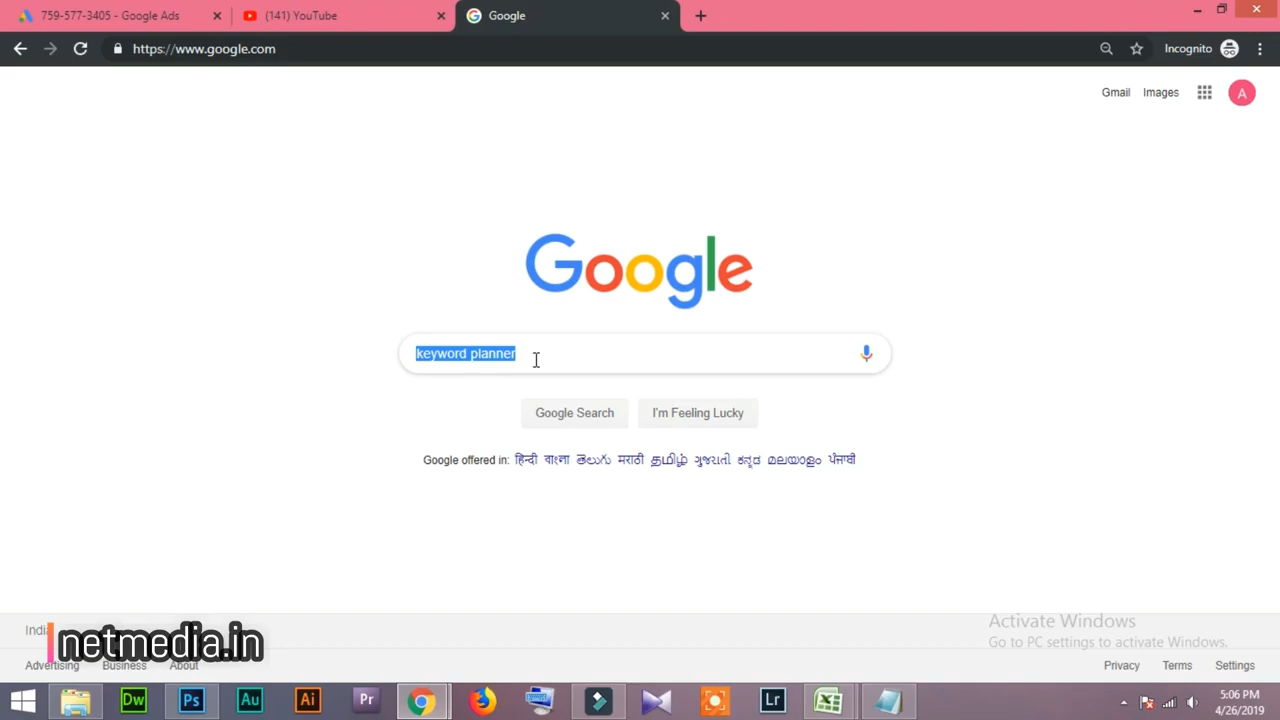 759-577-3405 - Google Ads
(141) YouTube
Google
https://www.google.com
Incognito
Gmail Images
A
Google
keyword planner
Google Search
I'm Feeling Lucky
Google offered in: हिन्दी বাংলা తెలుగు मराठी தமிழ் ગુજરાતી ಕನ್ನಡ മലയാളം ਪੰਜਾਬੀ
Activate Windows
Go to PC settings to activate Windows.
netmedia.in
Advertising Business About
Privacy Terms Settings
Dw Ps Au Ai Pr Lr
5:06 PM
4/26/2019